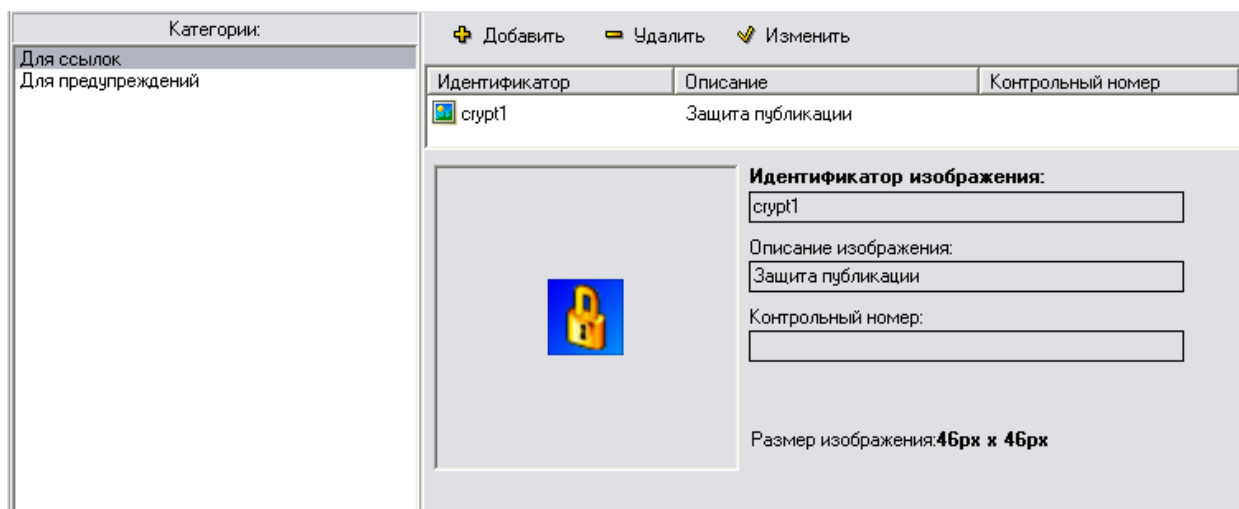 Категории:
Для ссылок
Для предупреждений
Добавить Удалить Изменить
Идентификатор Описание Контрольный номер
crypt1 Защита публикации
Идентификатор изображения:
crypt1
Описание изображения:
Защита публикации
Контрольный номер:
Размер изображения:46px x 46px